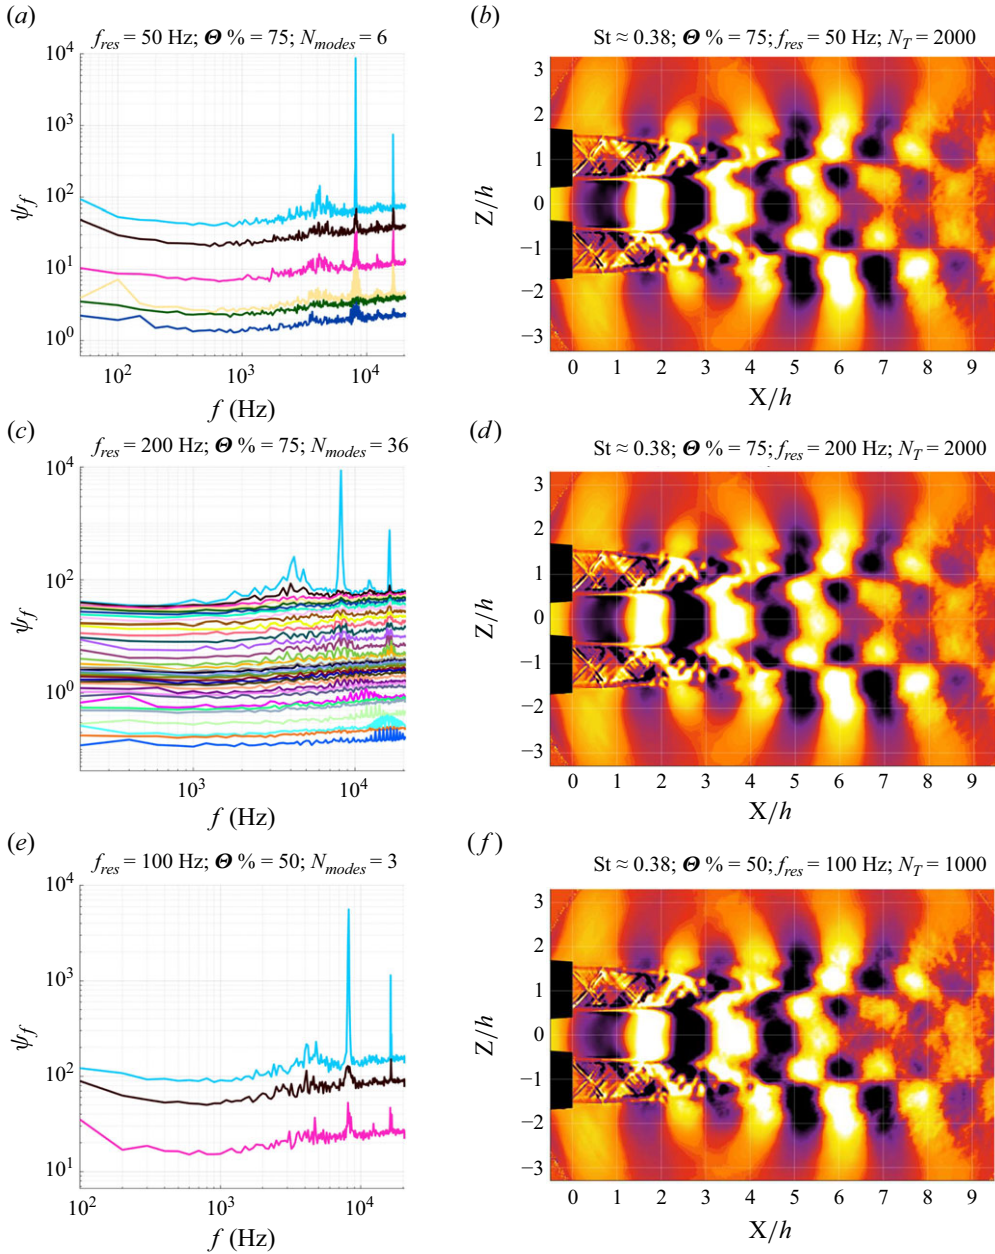 (a)
f_res = 50 Hz; Θ % = 75; N_modes = 6
10^4
10^3
10^2
10^1
10^0
ψ_f
10^2
10^3
10^4
f (Hz)
(b)
St ≈ 0.38; Θ % = 75; f_res = 50 Hz; N_T = 2000
3
2
1
0
−1
−2
−3
Z/h
0 1 2 3 4 5 6 7 8 9
X/h
(c)
f_res = 200 Hz; Θ % = 75; N_modes = 36
10^4
10^2
10^0
ψ_f
10^3
10^4
f (Hz)
(d)
St ≈ 0.38; Θ % = 75; f_res = 200 Hz; N_T = 2000
3
2
1
0
−1
−2
−3
Z/h
0 1 2 3 4 5 6 7 8 9
X/h
(e)
f_res = 100 Hz; Θ % = 50; N_modes = 3
10^4
10^3
10^2
10^1
ψ_f
10^2
10^3
10^4
f (Hz)
(f)
St ≈ 0.38; Θ % = 50; f_res = 100 Hz; N_T = 1000
3
2
1
0
−1
−2
−3
Z/h
0 1 2 3 4 5 6 7 8 9
X/h